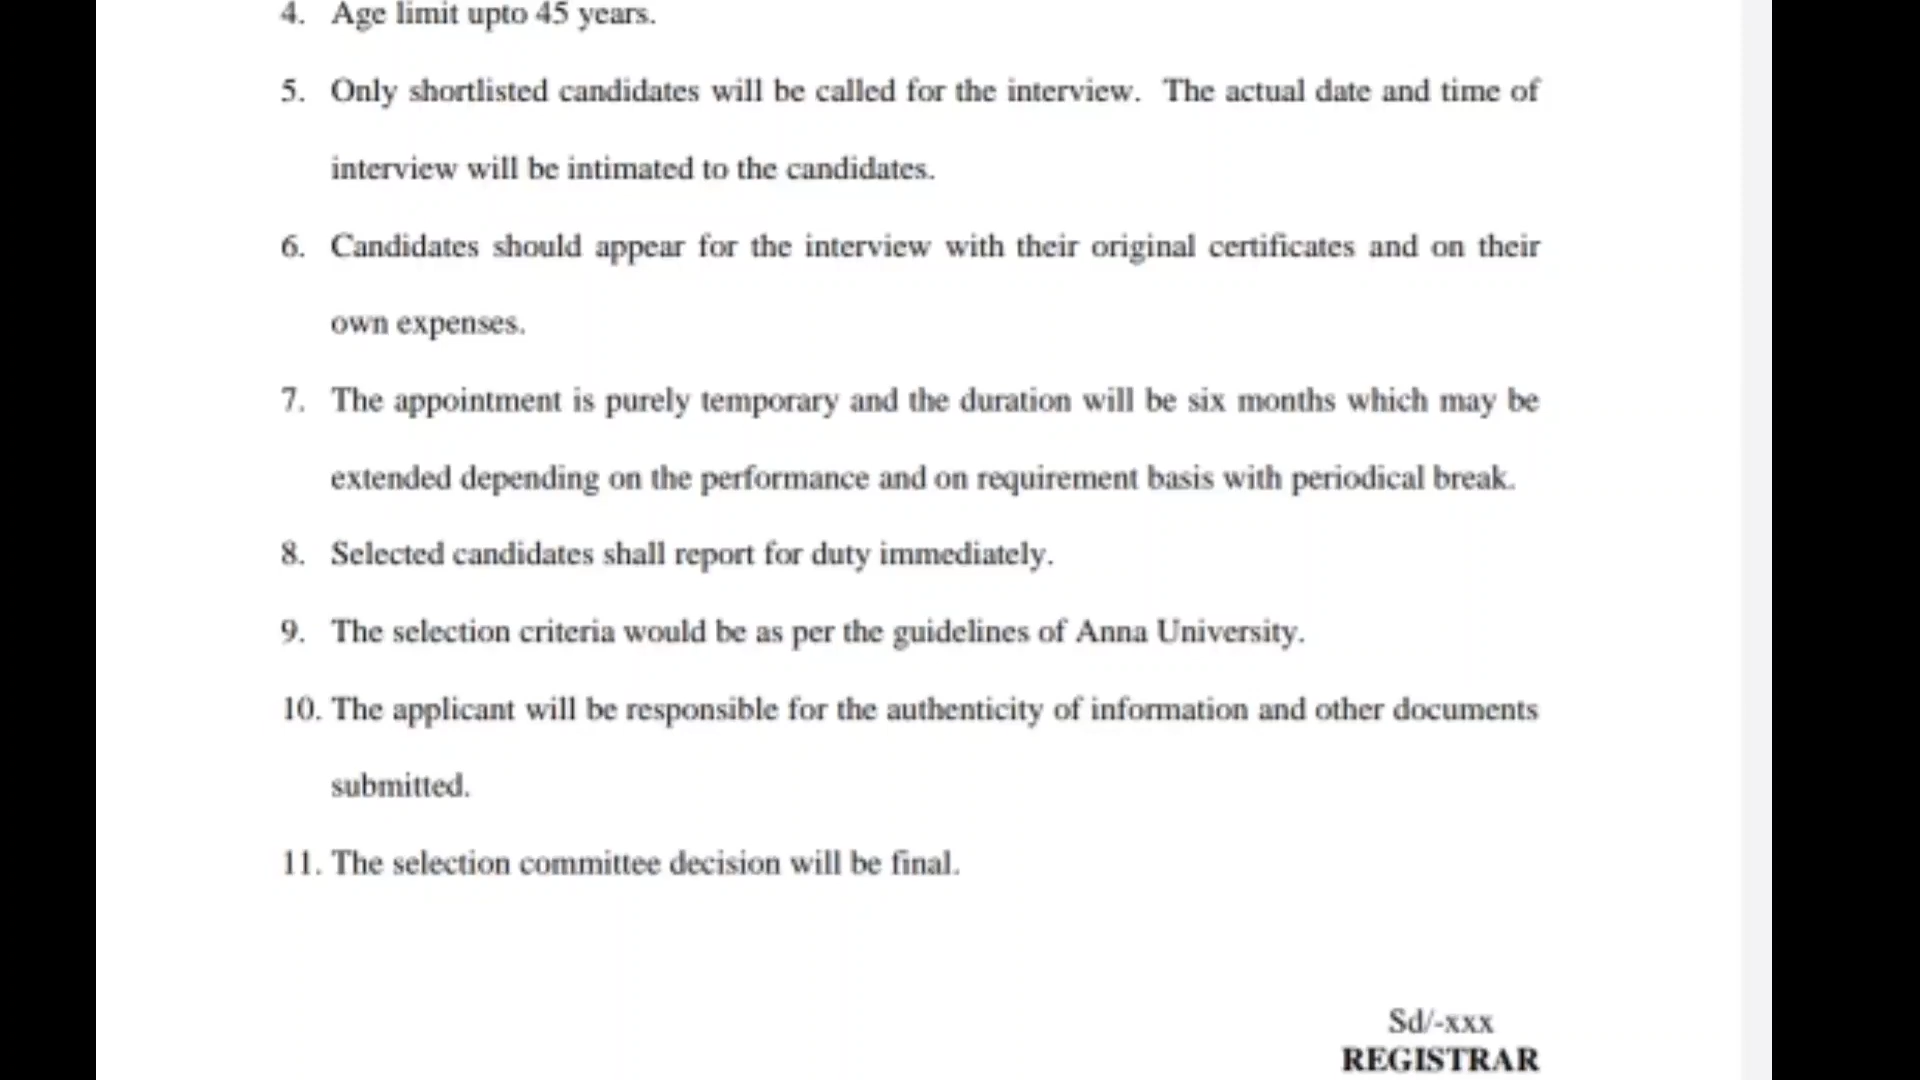 4. Age limit upto 45 years.
5. Only shortlisted candidates will be called for the interview. The actual date and time of
interview will be intimated to the candidates.
6. Candidates should appear for the interview with their original certificates and on their
own expenses.
7. The appointment is purely temporary and the duration will be six months which may be
extended depending on the performance and on requirement basis with periodical break.
8. Selected candidates shall report for duty immediately.
9. The selection criteria would be as per the guidelines of Anna University.
10. The applicant will be responsible for the authenticity of information and other documents
submitted.
11. The selection committee decision will be final.
Sd/-xxx
REGISTRAR